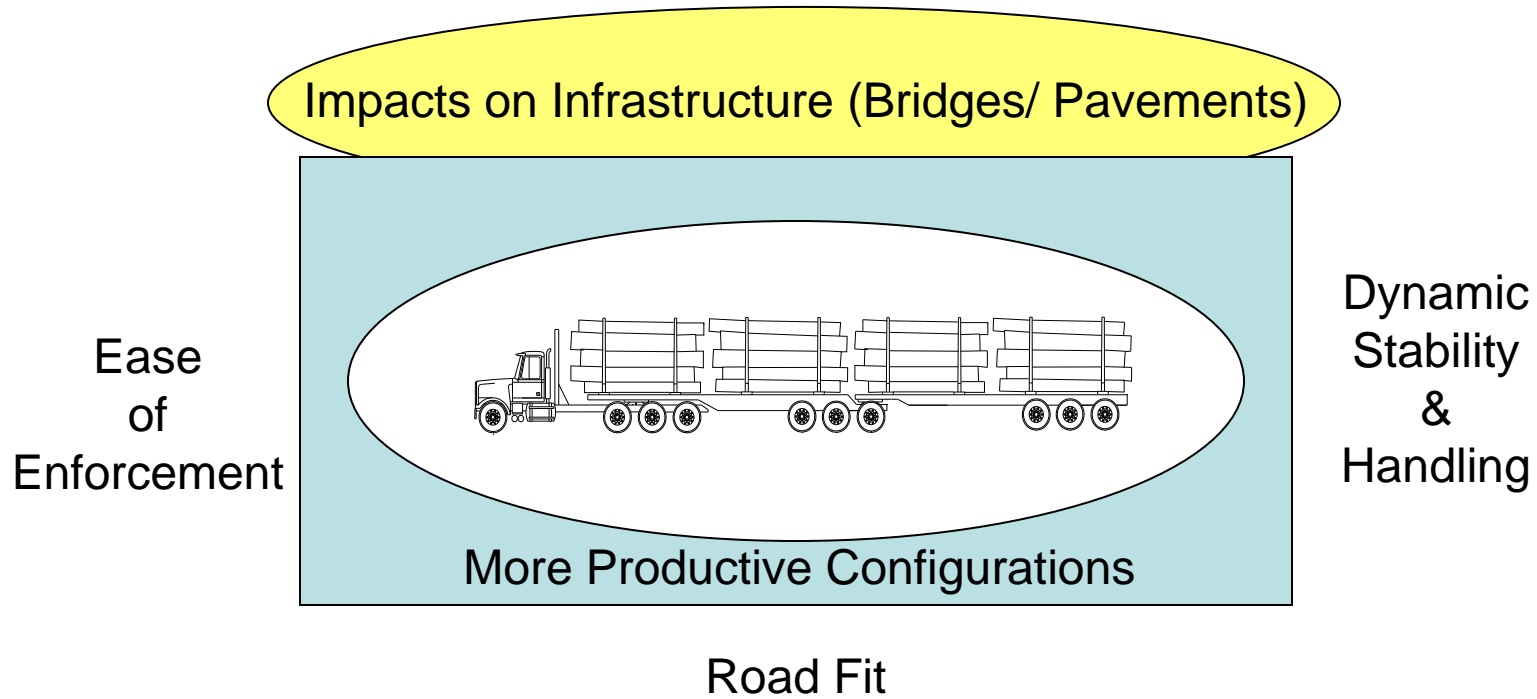 Impacts on Infrastructure (Bridges/ Pavements)
Ease
of
Enforcement
Dynamic
Stability
&
Handling
More Productive Configurations
Road Fit